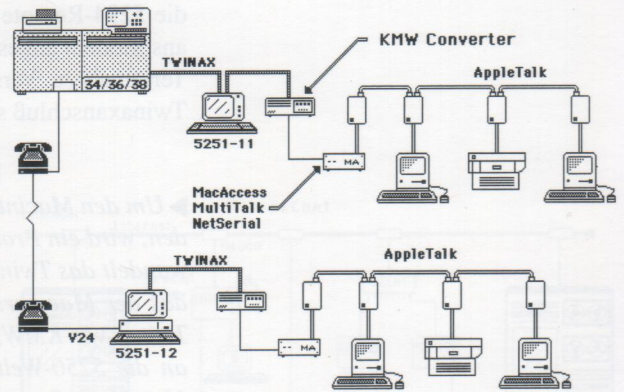 34/36/38
TWINAX
5251-11
KMW Converter
AppleTalk
MA
MacAccess
MultiTalk
NetSerial
TWINAX
AppleTalk
V24
5251-12
MA